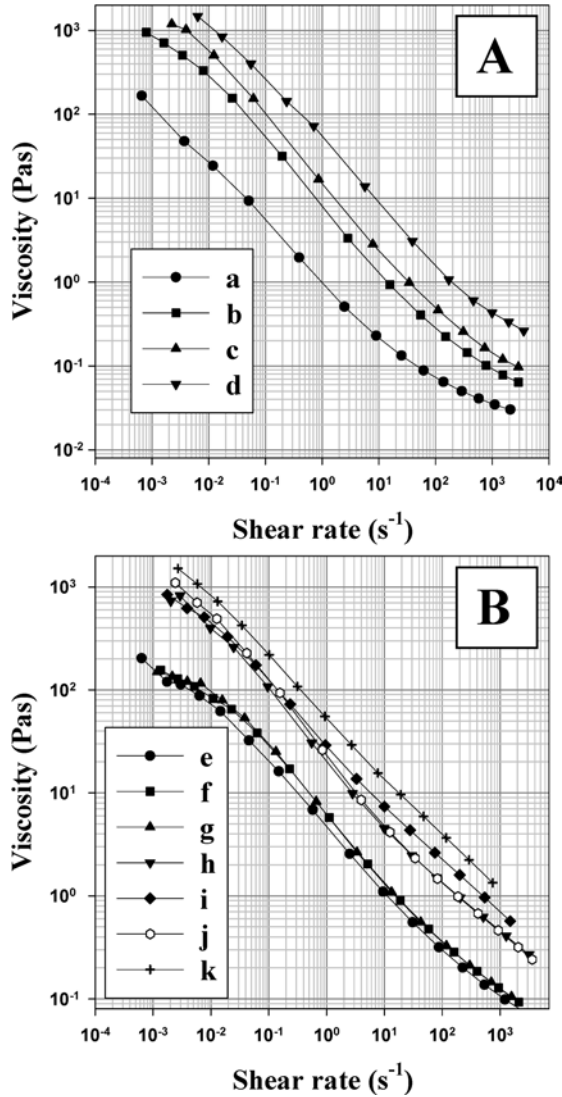 A
Viscosity (Pas)
10³
10²
10¹
10⁰
10⁻¹
10⁻²
a
b
c
d
10⁻⁴ 10⁻³ 10⁻² 10⁻¹ 10⁰ 10¹ 10² 10³ 10⁴
Shear rate (s⁻¹)
B
Viscosity (Pas)
10³
10²
10¹
10⁰
10⁻¹
e
f
g
h
i
j
k
10⁻⁴ 10⁻³ 10⁻² 10⁻¹ 10⁰ 10¹ 10² 10³
Shear rate (s⁻¹)